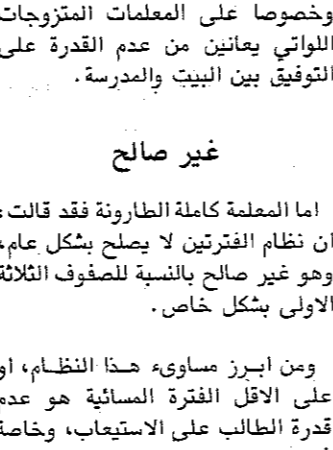 وخصوصا على المعلمات المتزوجات
اللواتي يعانين من عدم القدرة على
التوفيق بين البيت والمدرسة .
غير صالح
اما المعلمة كاملة الطارونة فقد قالت :
ان نظام الفترتين لا يصلح بشكل عام،
وهو غير صالح بالنسبة للصفوف الثلاثة
الاولى بشكل خاص .
ومن ابرز مساوىء هذا النظام، او
على الاقل الفترة المسائية هو عدم
قدرة الطالب على الاستيعاب، وخاصة